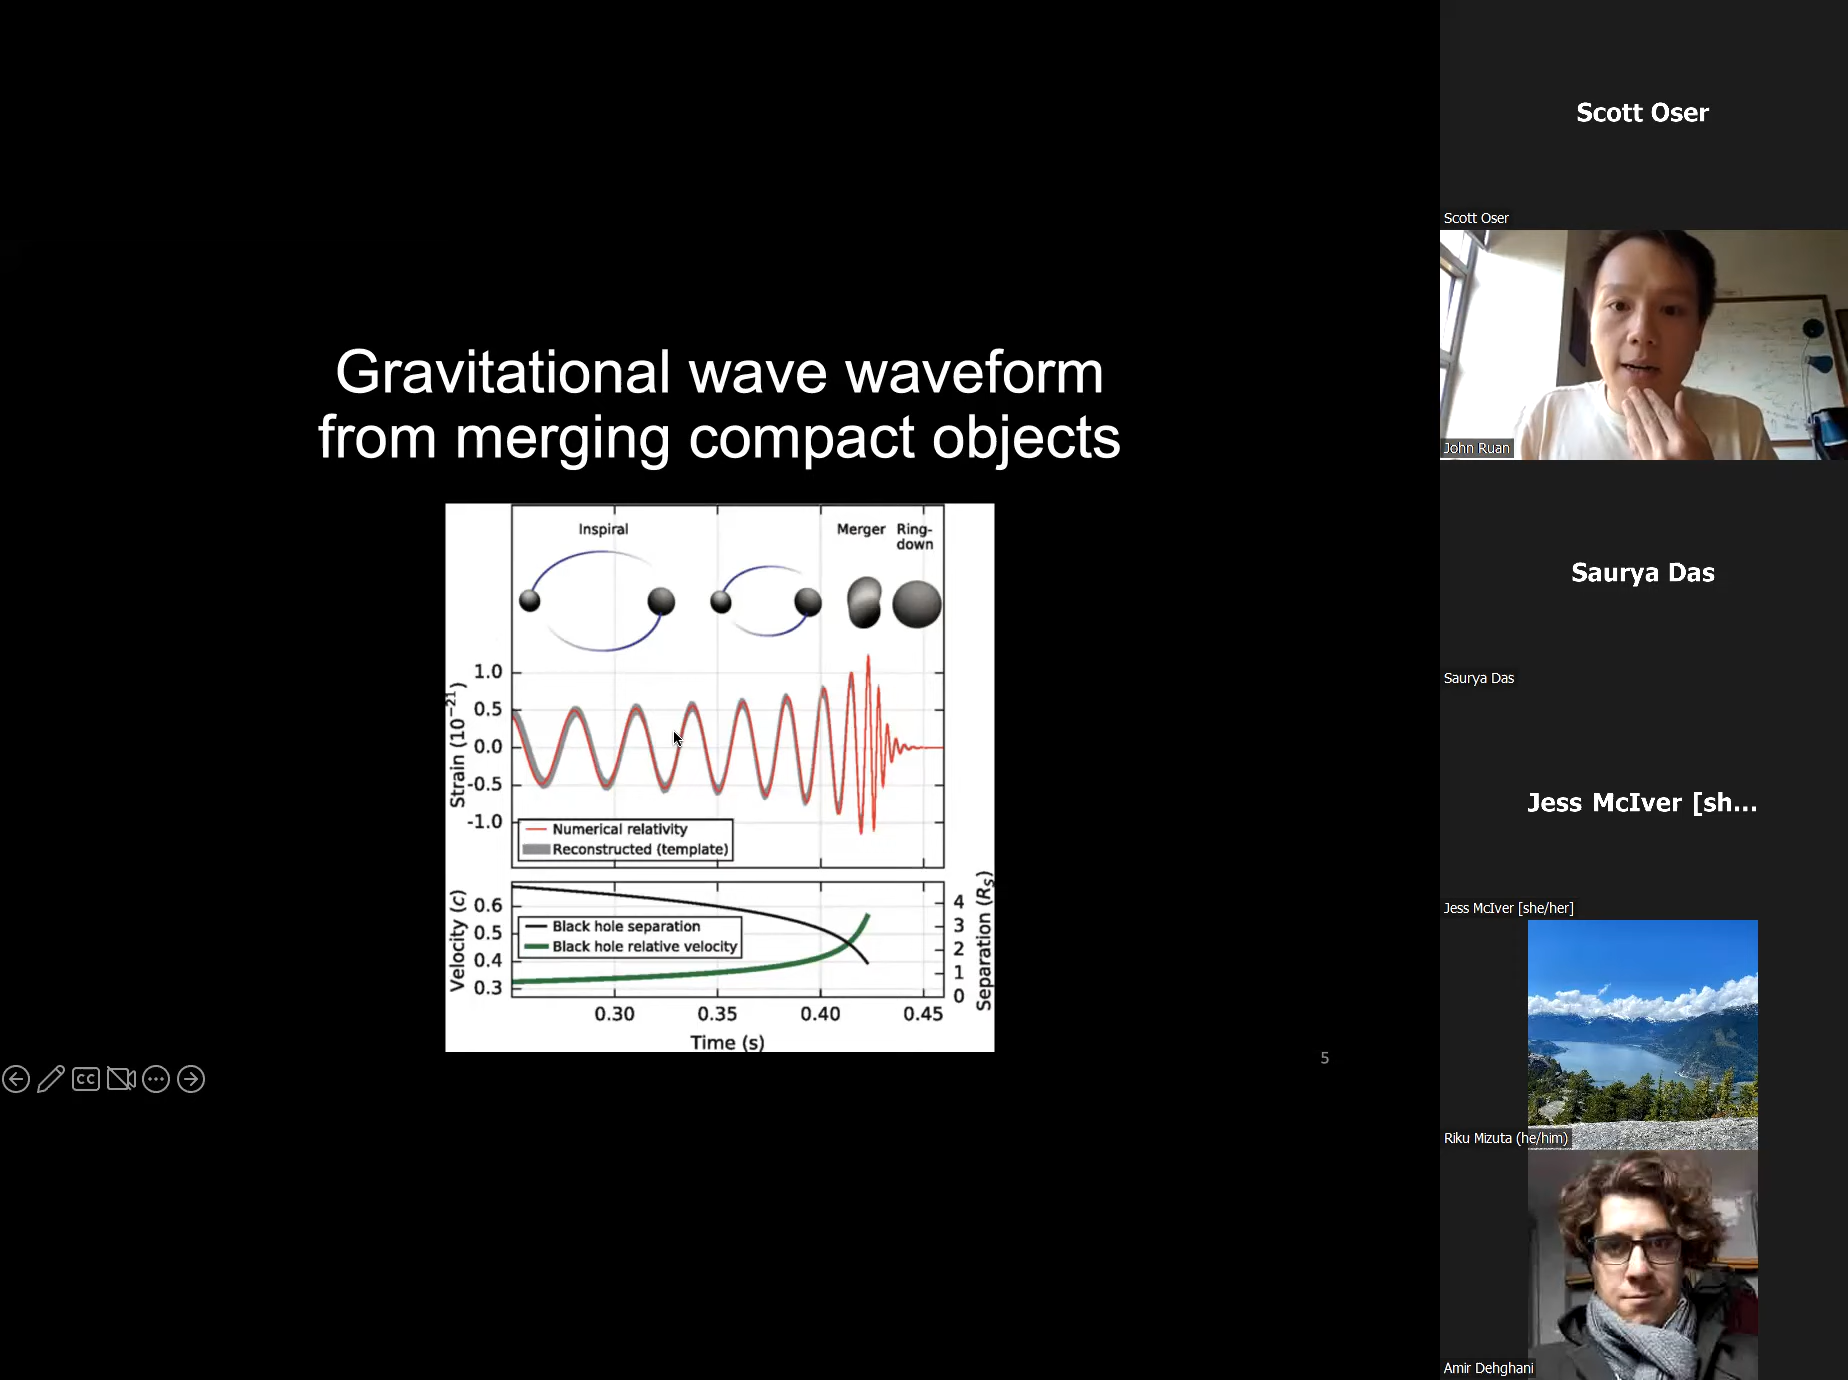 Gravitational wave waveform
from merging compact objects
Inspiral
Merger
Ring-
down
Strain (10⁻²¹)
1.0
0.5
0.0
-0.5
-1.0
Numerical relativity
Reconstructed (template)
Velocity (c)
0.6
0.5
0.4
0.3
Black hole separation
Black hole relative velocity
4
3
2
1
0
Separation (R_S)
0.30
0.35
0.40
0.45
Time (s)
5
CC
Scott Oser
Scott Oser
John Ruan
Saurya Das
Saurya Das
Jess McIver [sh...
Jess McIver [she/her]
Riku Mizuta (he/him)
Amir Dehghani